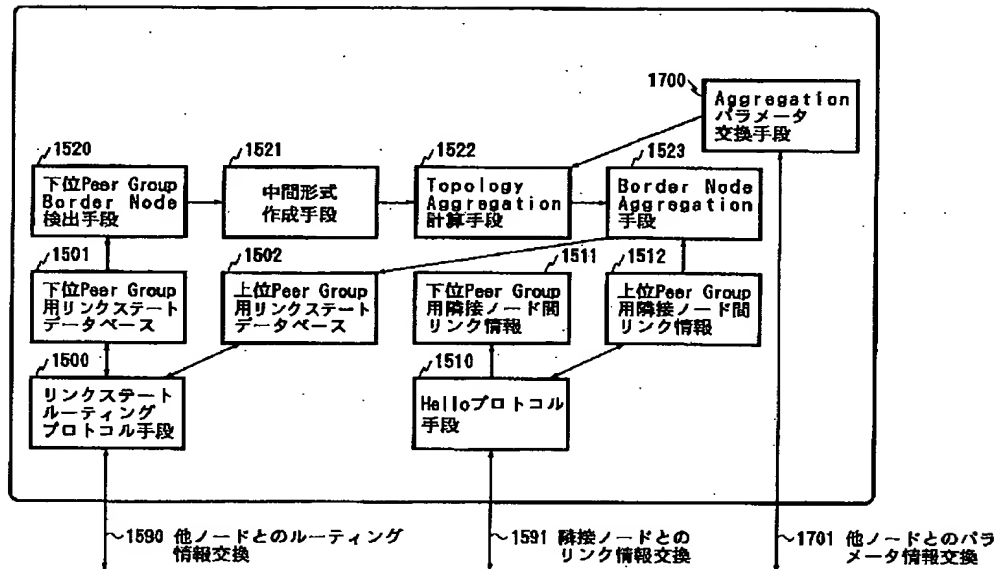 1700
Aggregation
パラメータ
交換手段
1520
下位Peer Group
Border Node
検出手段
1521
中間形式
作成手段
1522
Topology
Aggregation
計算手段
1523
Border Node
Aggregation
手段
1501
下位Peer Group
用リンクステート
データベース
1502
上位Peer Group
用リンクステート
データベース
1511
下位Peer Group
用隣接ノード間
リンク情報
1512
上位Peer Group
用隣接ノード間
リンク情報
1500
リンクステート
ルーティング
プロトコル手段
1510
Helloプロトコル
手段
1590 他ノードとのルーティング
情報交換
1591 隣接ノードとの
リンク情報交換
1701 他ノードとのパラ
メータ情報交換